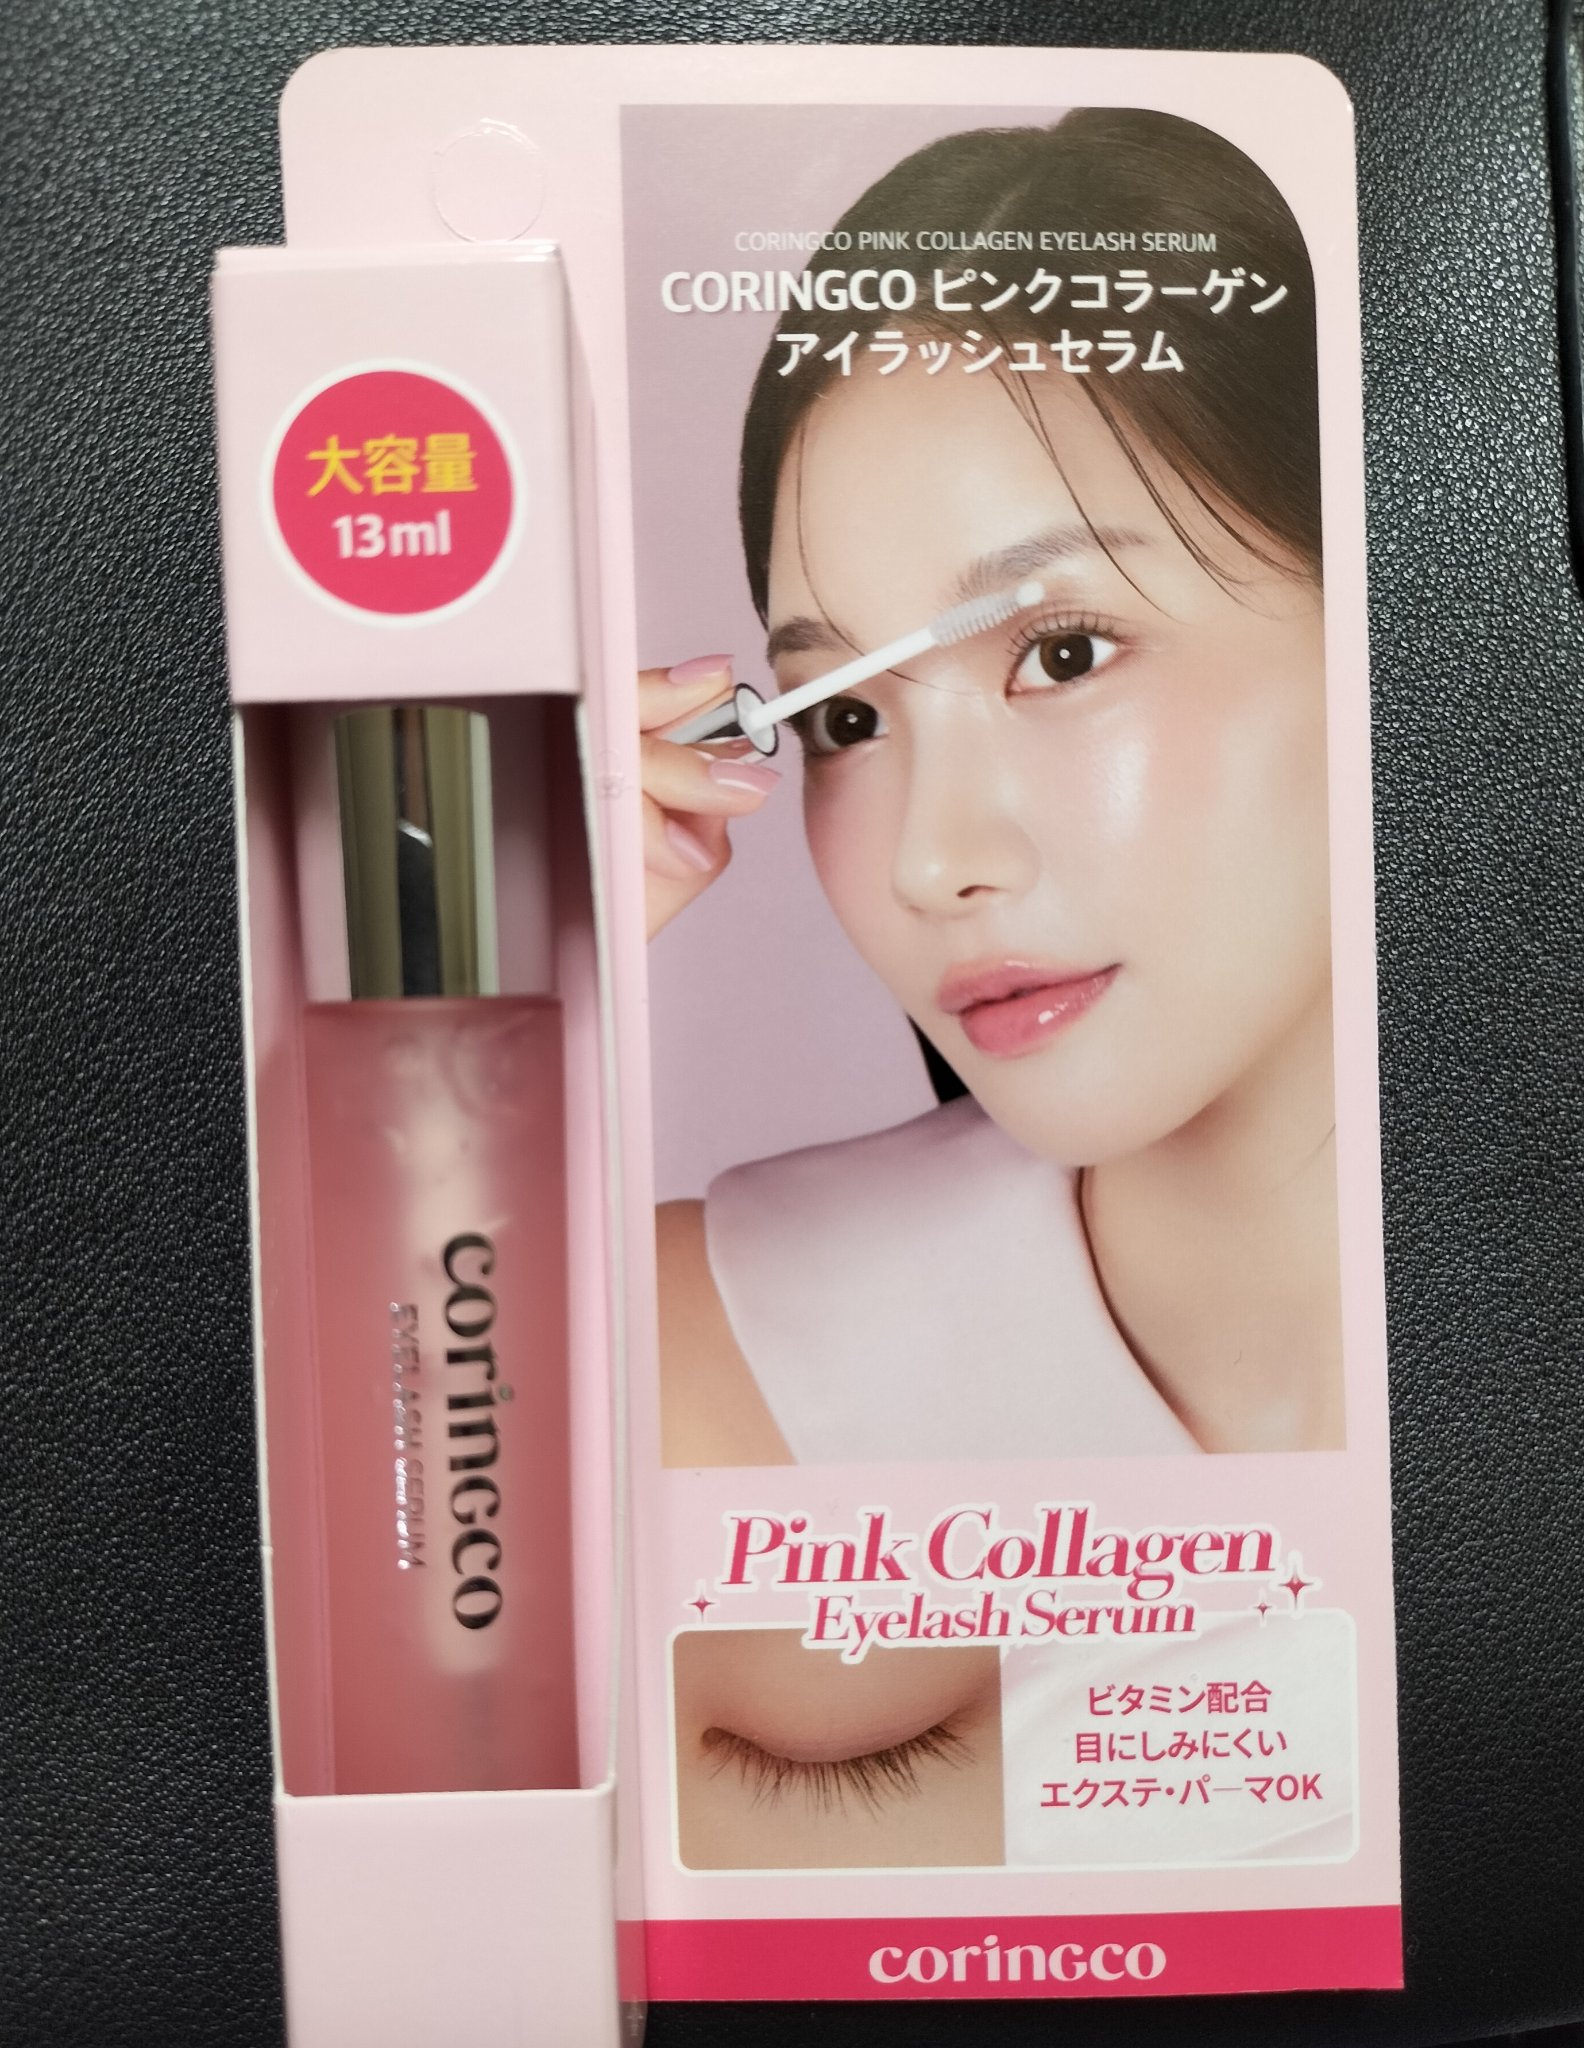 CORINGCO PINK COLLAGEN EYELASH SERUM
CORINGCO ピンクコラーゲン
アイラッシュセラム
大容量
13ml
coringco
EYELASH SERUM
Pink Collagen
Eyelash Serum
ビタミン配合
目にしみにくい
エクステ・パーマOK
coringco